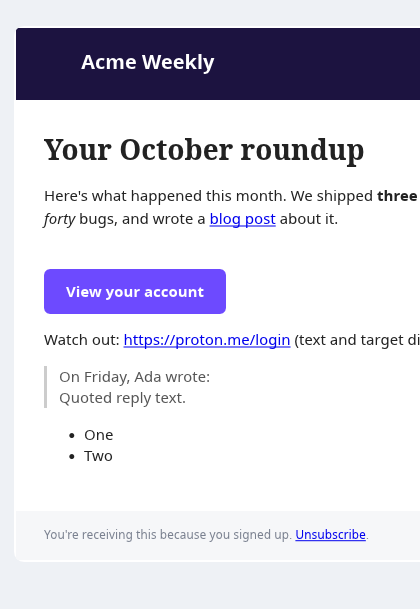 Acme Weekly
Your October roundup
Here's what happened this month. We shipped three
forty bugs, and wrote a blog post about it.
View your account
Watch out: https://proton.me/login (text and target di
On Friday, Ada wrote:
Quoted reply text.
• One
• Two
You're receiving this because you signed up. Unsubscribe.